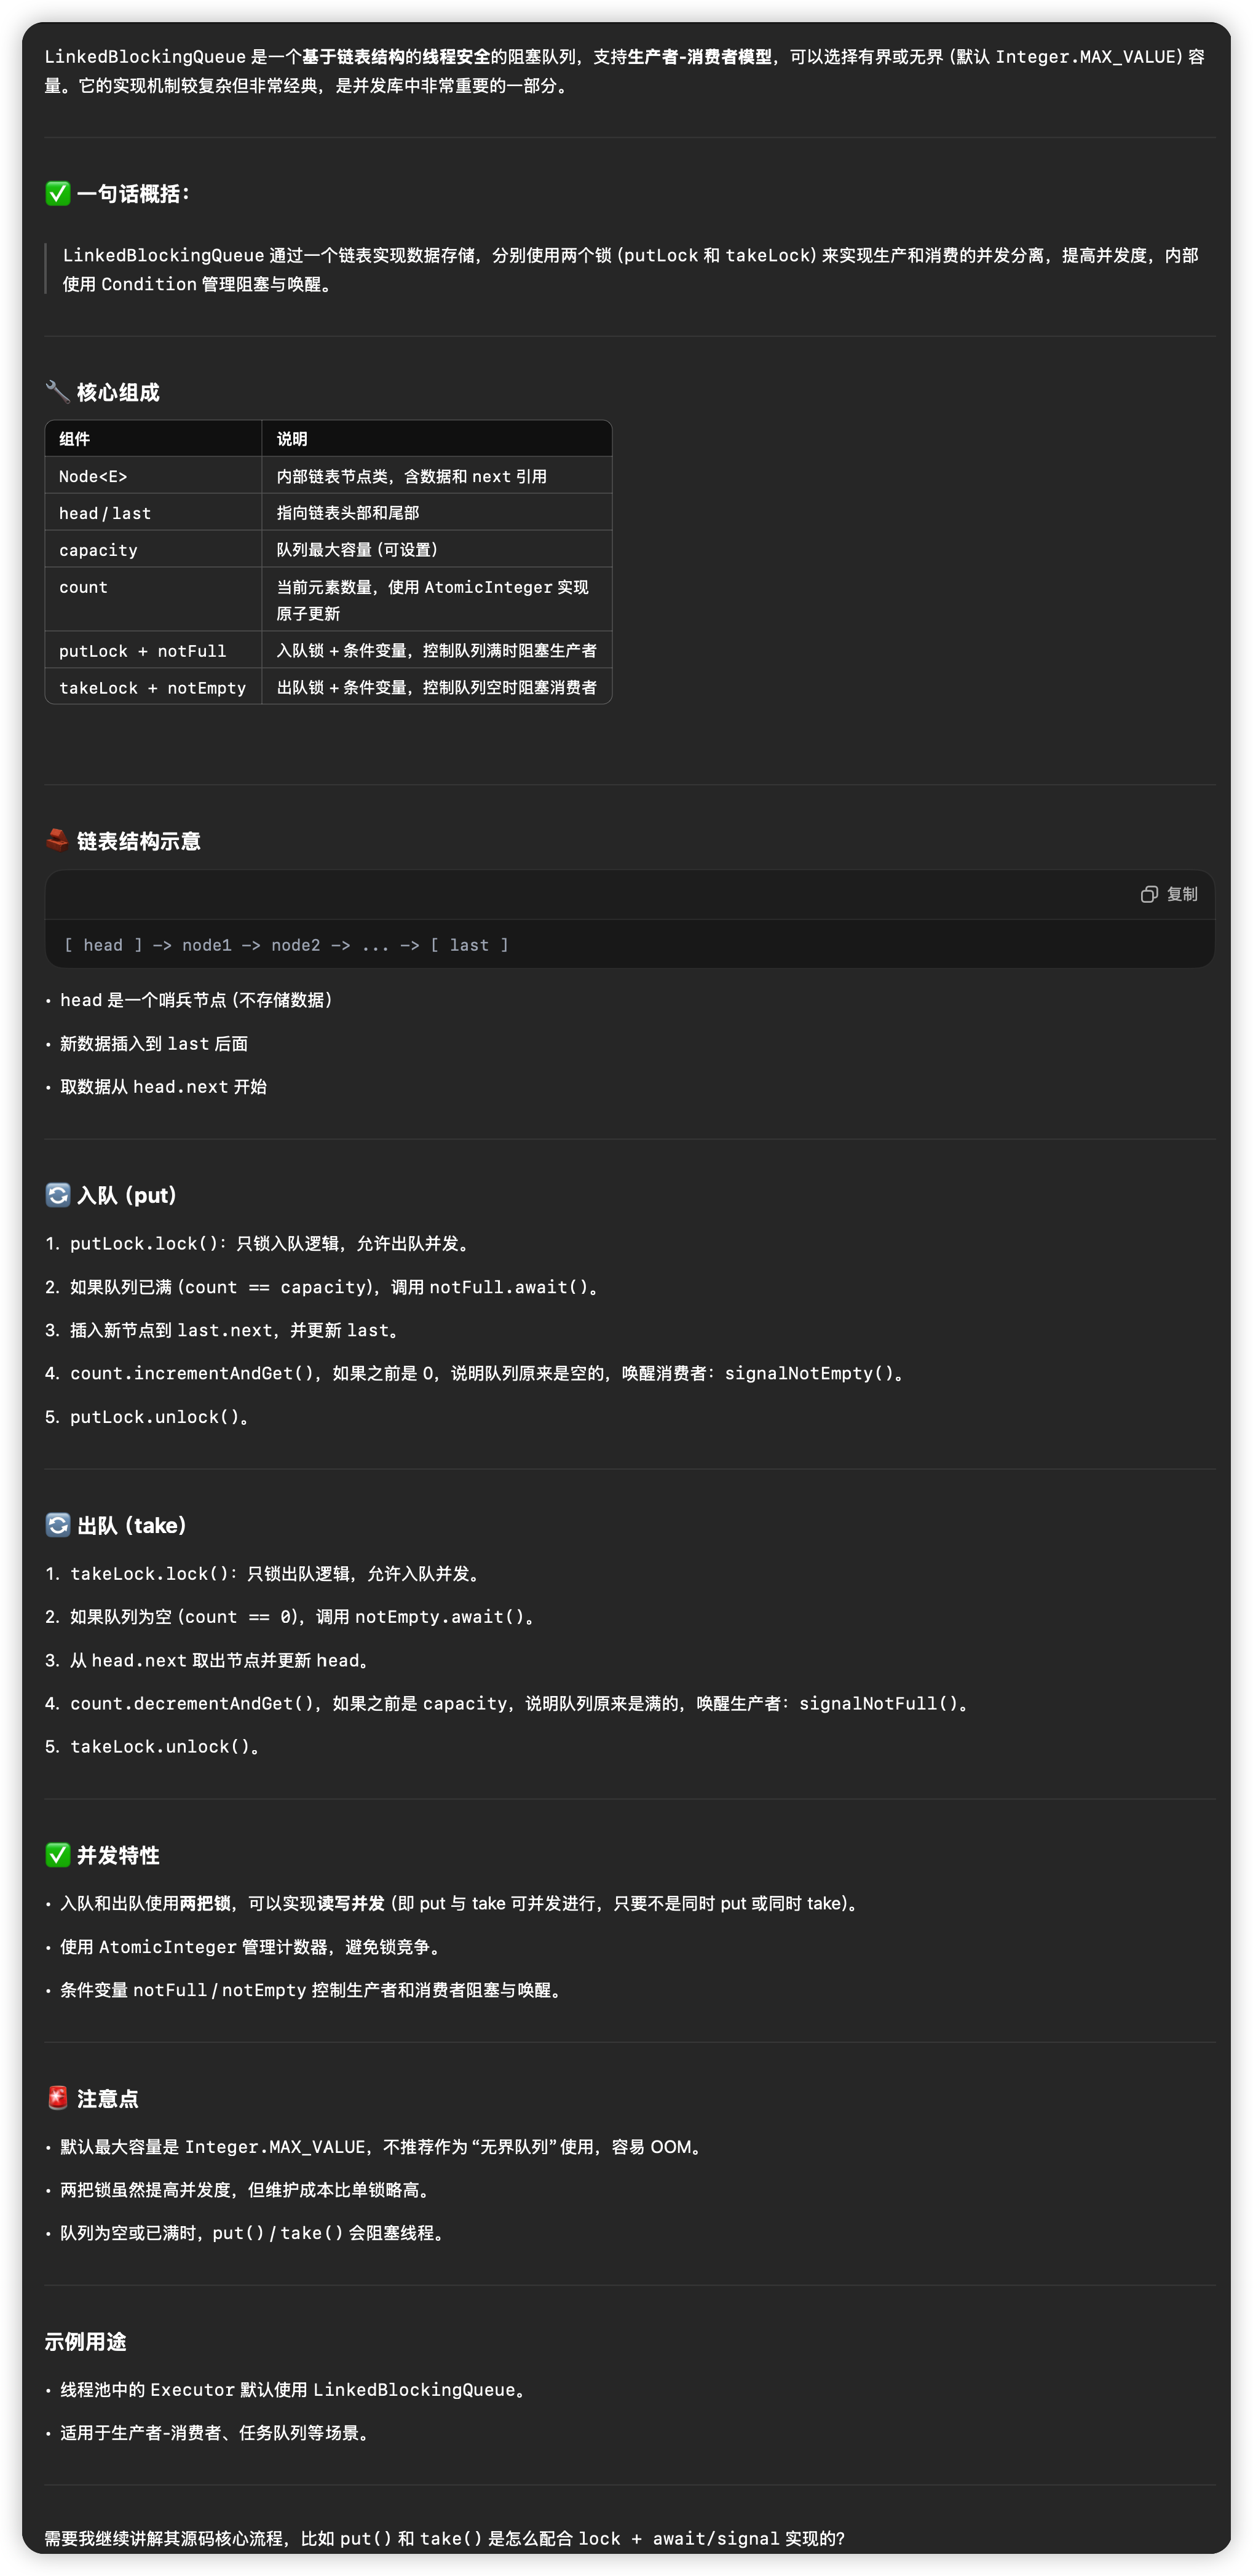 LinkedBlockingQueue 是一个基于链表结构的线程安全的阻塞队列，支持生产者-消费者模型，可以选择有界或无界（默认 Integer.MAX_VALUE）容
量。它的实现机制较复杂但非常经典，是并发库中非常重要的一部分。
✅ 一句话概括：
LinkedBlockingQueue 通过一个链表实现数据存储，分别使用两个锁（putLock 和 takeLock）来实现生产和消费的并发分离，提高并发度，内部
使用 Condition 管理阻塞与唤醒。
🔧 核心组成
组件 说明
Node<E> 内部链表节点类，含数据和 next 引用
head / last 指向链表头部和尾部
capacity 队列最大容量（可设置）
count 当前元素数量，使用 AtomicInteger 实现
原子更新
putLock + notFull 入队锁 + 条件变量，控制队列满时阻塞生产者
takeLock + notEmpty 出队锁 + 条件变量，控制队列空时阻塞消费者
🧱 链表结构示意
复制
[ head ] -> node1 -> node2 -> ... -> [ last ]
• head 是一个哨兵节点（不存储数据）
• 新数据插入到 last 后面
• 取数据从 head.next 开始
🔄 入队（put）
1. putLock.lock()：只锁入队逻辑，允许出队并发。
2. 如果队列已满（count == capacity），调用 notFull.await()。
3. 插入新节点到 last.next，并更新 last。
4. count.incrementAndGet()，如果之前是 0，说明队列原来是空的，唤醒消费者：signalNotEmpty()。
5. putLock.unlock()。
🔄 出队（take）
1. takeLock.lock()：只锁出队逻辑，允许入队并发。
2. 如果队列为空（count == 0），调用 notEmpty.await()。
3. 从 head.next 取出节点并更新 head。
4. count.decrementAndGet()，如果之前是 capacity，说明队列原来是满的，唤醒生产者：signalNotFull()。
5. takeLock.unlock()。
✅ 并发特性
• 入队和出队使用两把锁，可以实现读写并发（即 put 与 take 可并发进行，只要不是同时 put 或同时 take）。
• 使用 AtomicInteger 管理计数器，避免锁竞争。
• 条件变量 notFull / notEmpty 控制生产者和消费者阻塞与唤醒。
🚨 注意点
• 默认最大容量是 Integer.MAX_VALUE，不推荐作为“无界队列”使用，容易 OOM。
• 两把锁虽然提高并发度，但维护成本比单锁略高。
• 队列为空或已满时，put() / take() 会阻塞线程。
示例用途
• 线程池中的 Executor 默认使用 LinkedBlockingQueue。
• 适用于生产者-消费者、任务队列等场景。
需要我继续讲解其源码核心流程，比如 put() 和 take() 是怎么配合 lock + await/signal 实现的？